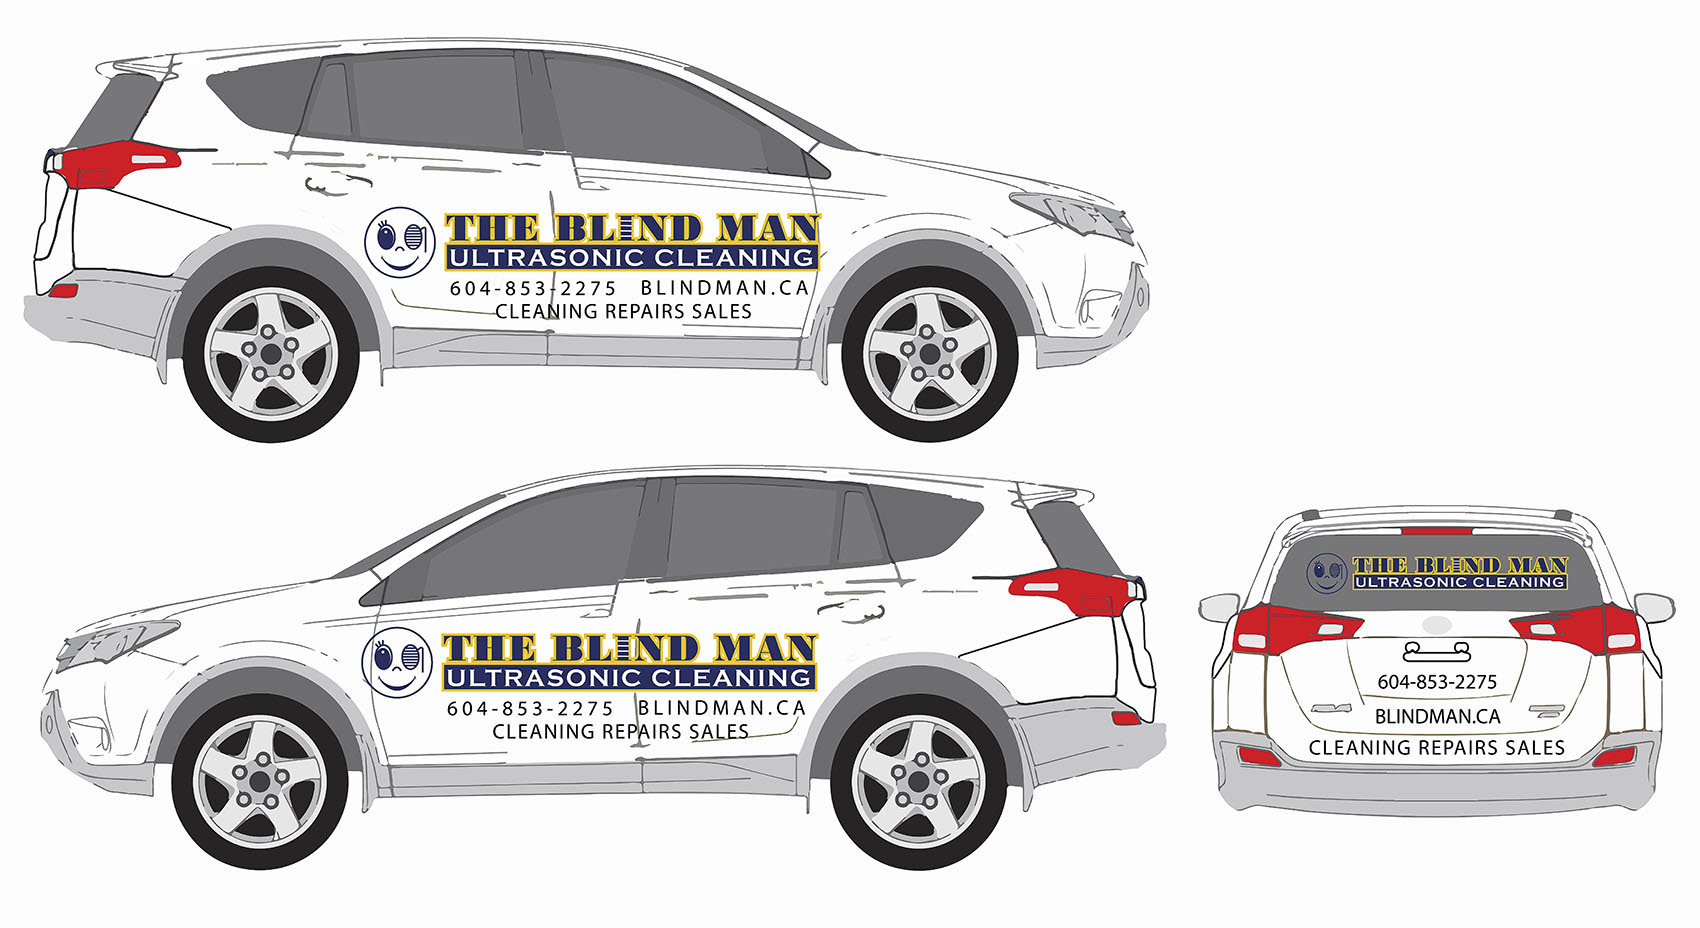 THE BLIND MAN
ULTRASONIC CLEANING
604-853-2275 BLINDMAN.CA
CLEANING REPAIRS SALES
THE BLIND MAN
ULTRASONIC CLEANING
604-853-2275 BLINDMAN.CA
CLEANING REPAIRS SALES
THE BLIND MAN
ULTRASONIC CLEANING
604-853-2275
BLINDMAN.CA
CLEANING REPAIRS SALES